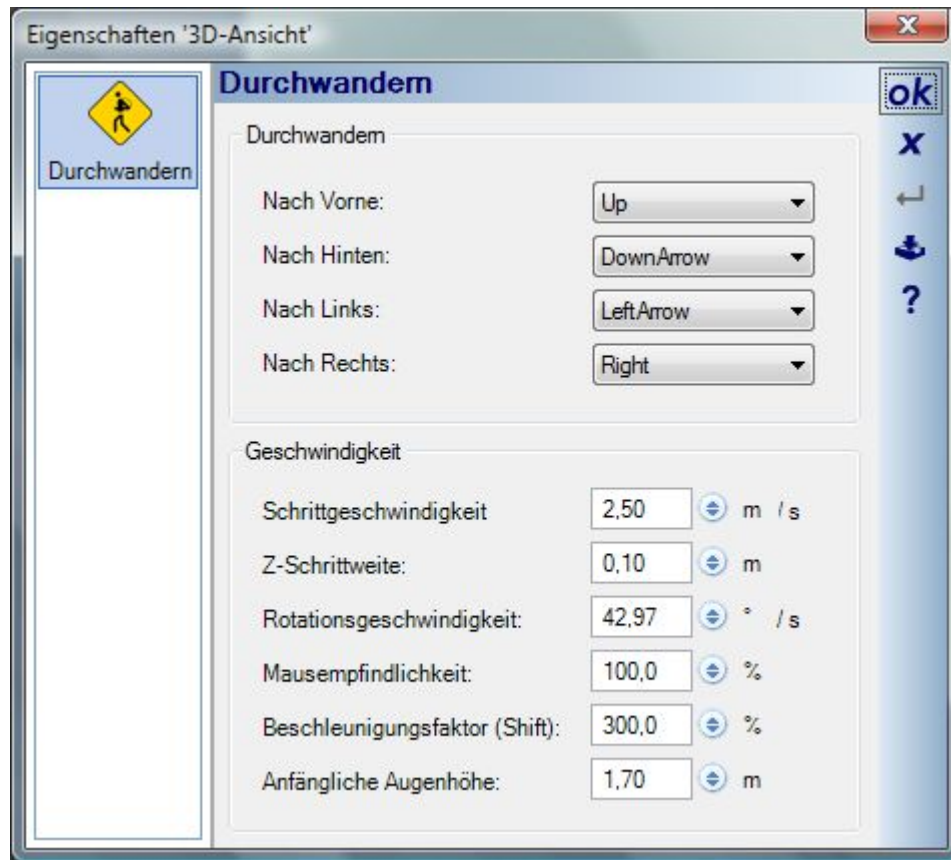 Eigenschaften '3D-Ansicht'
Durchwandern
Durchwandern
ok
x
?
Durchwandern
Nach Vorne: Up
Nach Hinten: DownArrow
Nach Links: LeftArrow
Nach Rechts: Right
Geschwindigkeit
Schrittgeschwindigkeit 2,50 m / s
Z-Schrittweite: 0,10 m
Rotationsgeschwindigkeit: 42,97 ° / s
Mausempfindlichkeit: 100,0 %
Beschleunigungsfaktor (Shift): 300,0 %
Anfängliche Augenhöhe: 1,70 m